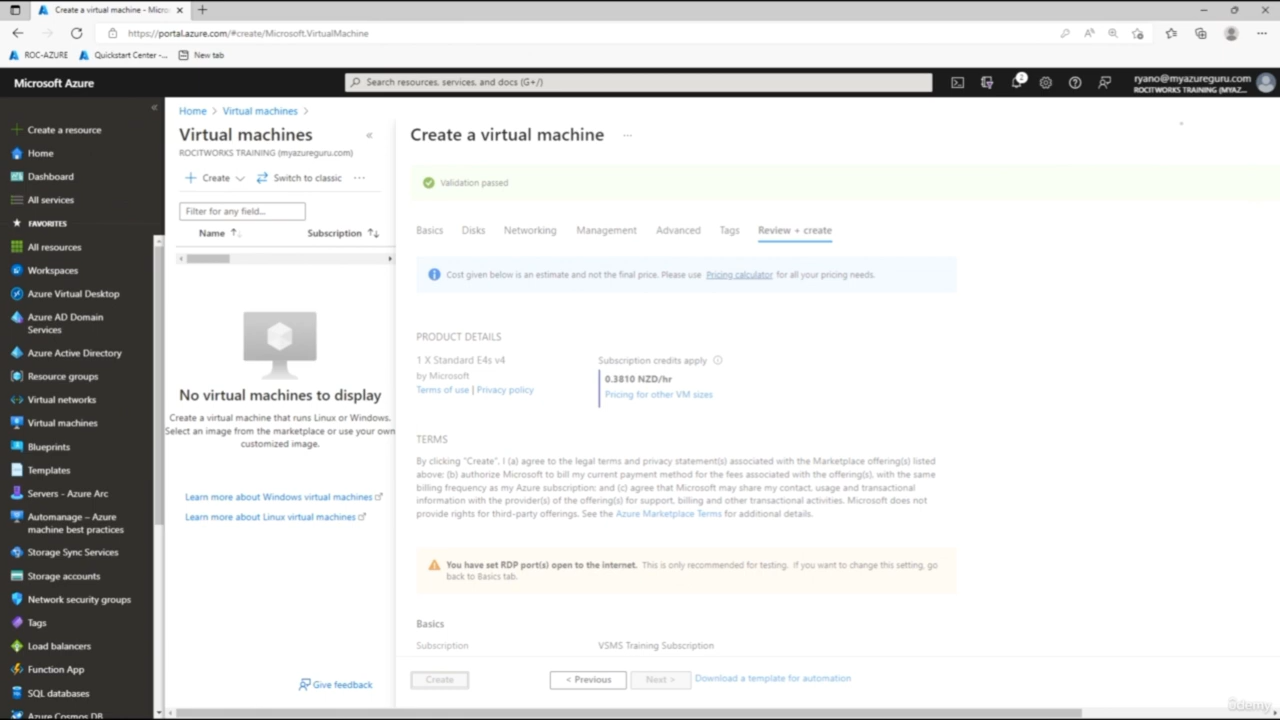 Create a virtual machine - Micro
https://portal.azure.com/#create/Microsoft.VirtualMachine
ROC-AZURE
Quickstart Center -...
New tab
Microsoft Azure
Search resources, services, and docs (G+/)
2
ryano@myazureguru.com
ROCITWORKS TRAINING (MYAZ...
Create a resource
Home
Dashboard
All services
FAVORITES
All resources
Workspaces
Azure Virtual Desktop
Azure AD Domain
Services
Azure Active Directory
Resource groups
Virtual networks
Virtual machines
Blueprints
Templates
Servers - Azure Arc
Automanage – Azure
machine best practices
Storage Sync Services
Storage accounts
Network security groups
Tags
Load balancers
Function App
SQL databases
Azure Cosmos DB
Home > Virtual machines >
Virtual machines
ROCITWORKS TRAINING (myazureguru.com)
Create
Switch to classic
Filter for any field...
Name
Subscription
No virtual machines to display
Create a virtual machine that runs Linux or Windows.
Select an image from the marketplace or use your own
customized image.
Learn more about Windows virtual machines
Learn more about Linux virtual machines
Give feedback
Create a virtual machine
Validation passed
Basics
Disks
Networking
Management
Advanced
Tags
Review + create
Cost given below is an estimate and not the final price. Please use Pricing calculator for all your pricing needs.
PRODUCT DETAILS
1 X Standard E4s v4
by Microsoft
Terms of use | Privacy policy
Subscription credits apply
0.3810 NZD/hr
Pricing for other VM sizes
TERMS
By clicking "Create", I (a) agree to the legal terms and privacy statement(s) associated with the Marketplace offering(s) listed
above; (b) authorize Microsoft to bill my current payment method for the fees associated with the offering(s), with the same
billing frequency as my Azure subscription; and (c) agree that Microsoft may share my contact, usage and transactional
information with the provider(s) of the offering(s) for support, billing and other transactional activities. Microsoft does not
provide rights for third-party offerings. See the Azure Marketplace Terms for additional details.
You have set RDP port(s) open to the internet. This is only recommended for testing. if you want to change this setting, go
back to Basics tab.
Basics
Subscription
VSMS Training Subscription
Create
< Previous
Next >
Download a template for automation
ûdemy